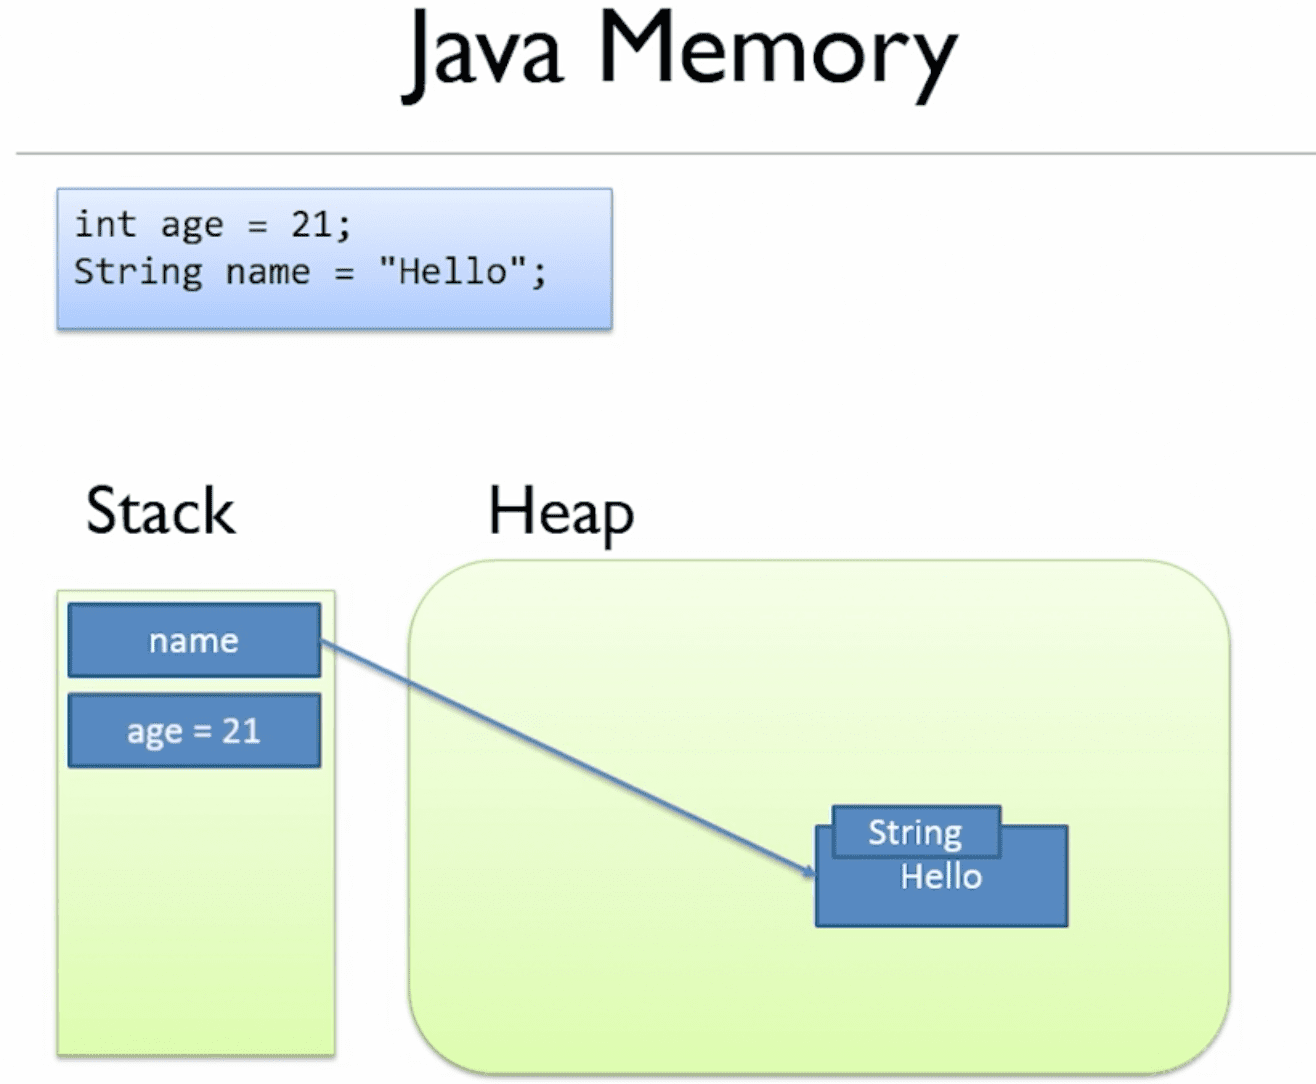 Java Memory
int age = 21;
String name = "Hello";
Stack
Heap
name
age = 21
String
Hello